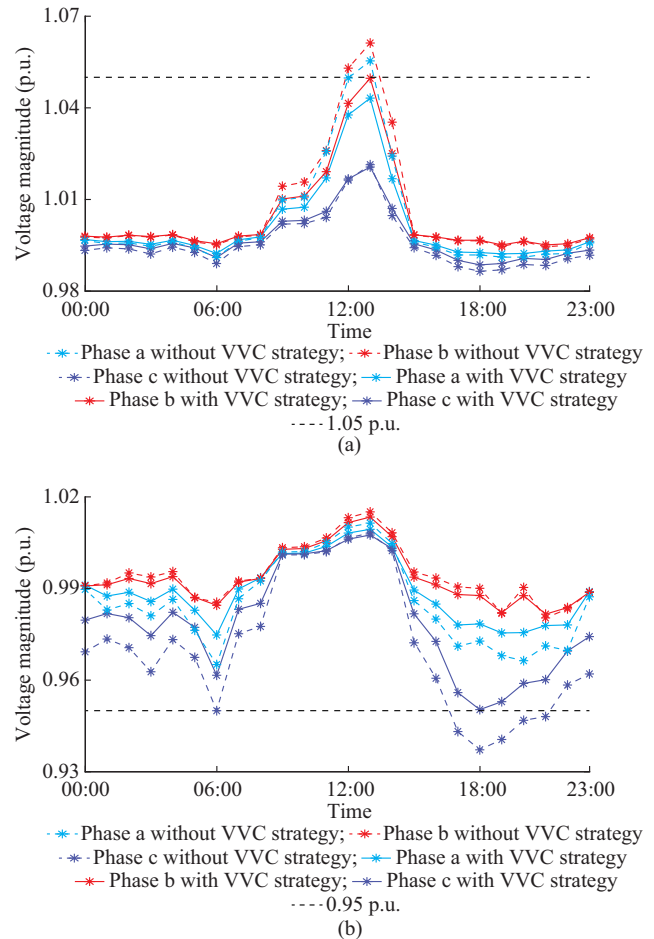 1.07
1.04
1.01
0.98
Voltage magnitude (p.u.)
00:00 06:00 12:00 18:00 23:00
Time
Phase a without VVC strategy; Phase b without VVC strategy
Phase c without VVC strategy; Phase a with VVC strategy
Phase b with VVC strategy; Phase c with VVC strategy
1.05 p.u.
(a)
1.02
0.99
0.96
0.93
Voltage magnitude (p.u.)
00:00 06:00 12:00 18:00 23:00
Time
Phase a without VVC strategy; Phase b without VVC strategy
Phase c without VVC strategy; Phase a with VVC strategy
Phase b with VVC strategy; Phase c with VVC strategy
0.95 p.u.
(b)